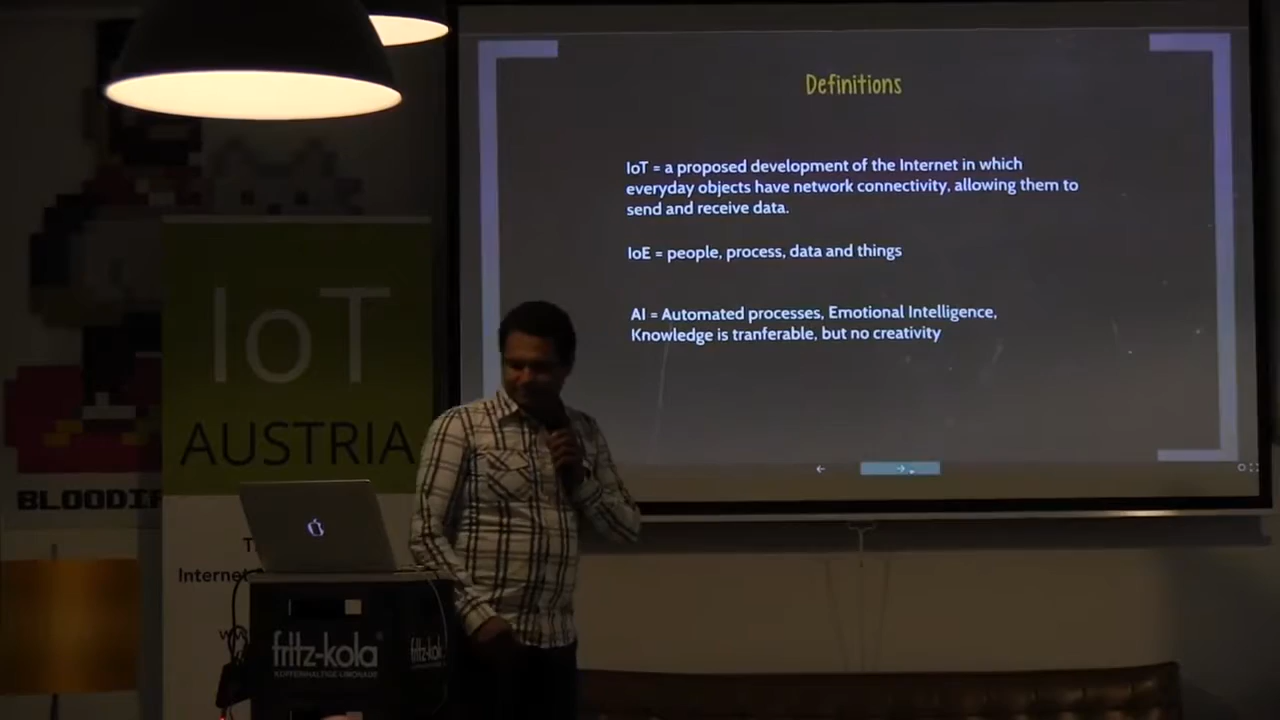 Definitions
IoT = a proposed development of the Internet in which
everyday objects have network connectivity, allowing them to
send and receive data.
IoE = people, process, data and things
AI = Automated processes, Emotional Intelligence,
Knowledge is tranferable, but no creativity
IoT
AUSTRIA
Internet
fritz-kola
KOFFEINHALTIGE LIMONADE
fritz-kola